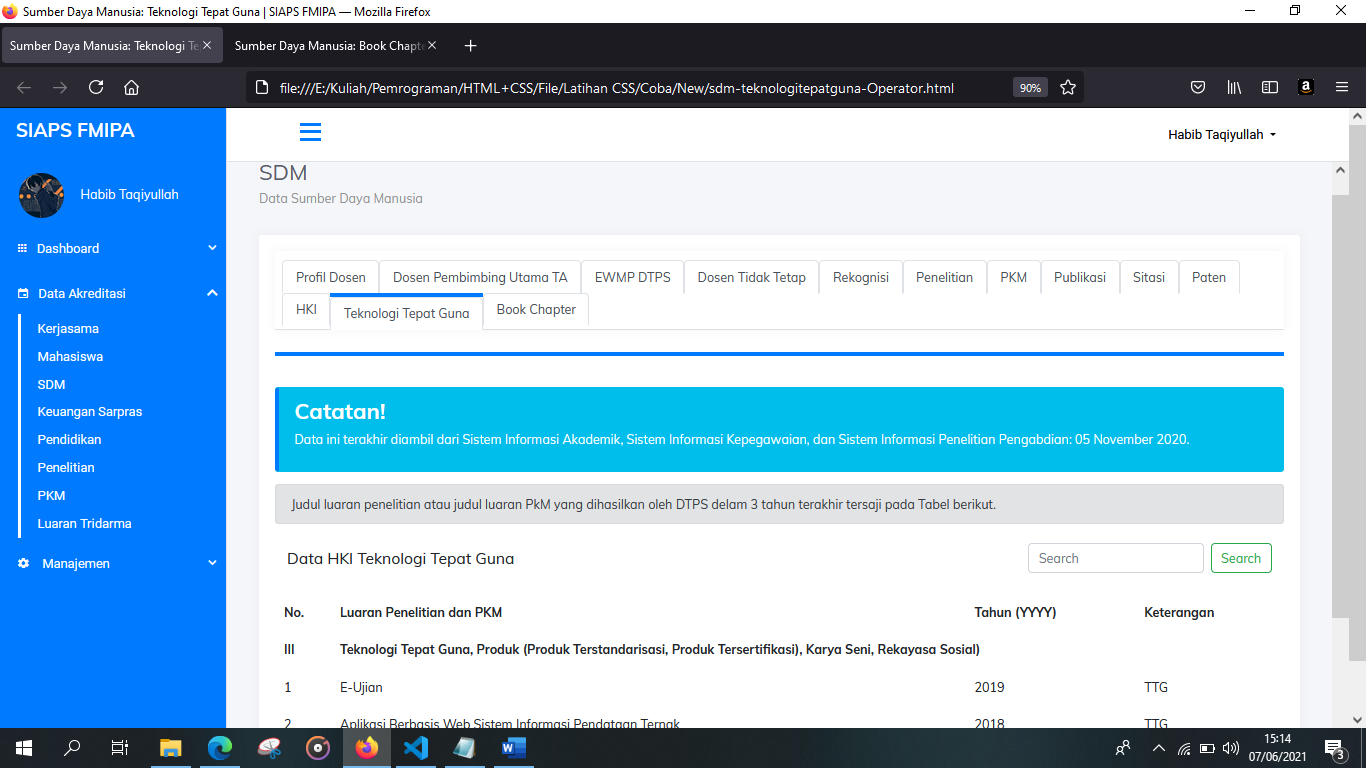 Sumber Daya Manusia: Teknologi Tepat Guna | SIAPS FMIPA — Mozilla Firefox
Sumber Daya Manusia: Teknologi Te
Sumber Daya Manusia: Book Chapt
file:///E:/Kuliah/Pemrograman/HTML+CSS/File/Latihan CSS/Coba/New/sdm-teknologitepatguna-Operator.html
90%
SIAPS FMIPA
Habib Taqiyullah
Habib Taqiyullah
Dashboard
Data Akreditasi
Kerjasama
Mahasiswa
SDM
Keuangan Sarpras
Pendidikan
Penelitian
PKM
Luaran Tridarma
Manajemen
SDM
Data Sumber Daya Manusia
Profil Dosen Dosen Pembimbing Utama TA EWMP DTPS Dosen Tidak Tetap Rekognisi Penelitian PKM Publikasi Sitasi Paten
HKI Teknologi Tepat Guna Book Chapter
Catatan!
Data ini terakhir diambil dari Sistem Informasi Akademik, Sistem Informasi Kepegawaian, dan Sistem Informasi Penelitian Pengabdian: 05 November 2020.
Judul luaran penelitian atau judul luaran PkM yang dihasilkan oleh DTPS delam 3 tahun terakhir tersaji pada Tabel berikut.
Data HKI Teknologi Tepat Guna
Search Search
No. Luaran Penelitian dan PKM Tahun (YYYY) Keterangan
III Teknologi Tepat Guna, Produk (Produk Terstandarisasi, Produk Tersertifikasi), Karya Seni, Rekayasa Sosial)
1 E-Ujian 2019 TTG
2 Aplikasi Berbasis Web Sistem Informasi Pendataan Ternak 2018 TTG
15:14
07/06/2021
3